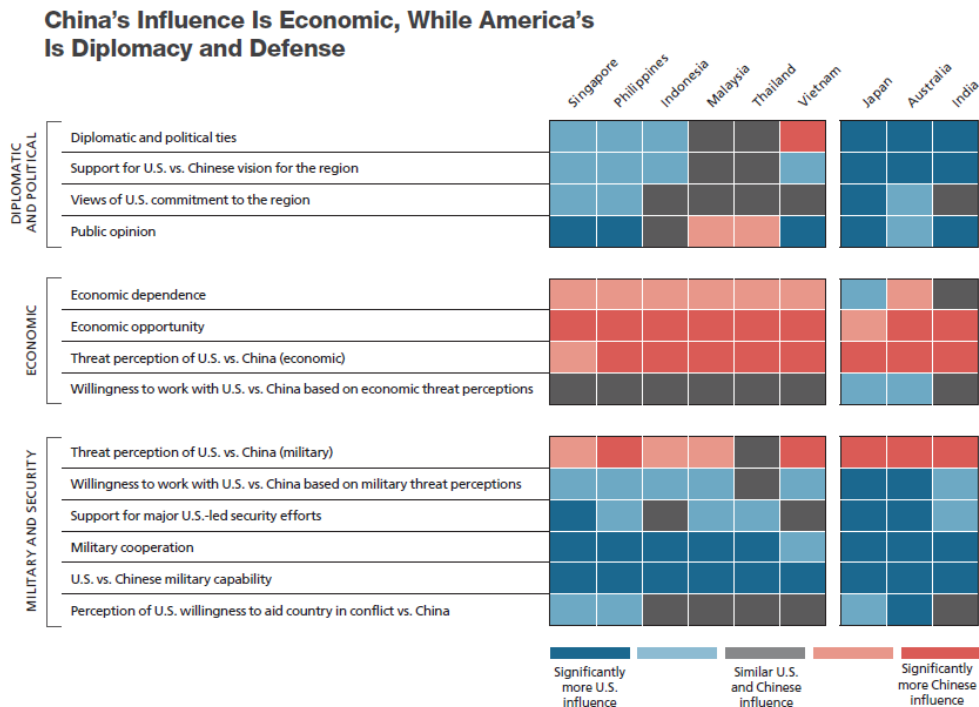 China's Influence Is Economic, While America's
Is Diplomacy and Defense
Singapore
Philippines
Indonesia
Malaysia
Thailand
Vietnam
Japan
Australia
India
DIPLOMATIC
AND POLITICAL
Diplomatic and political ties
Support for U.S. vs. Chinese vision for the region
Views of U.S. commitment to the region
Public opinion
ECONOMIC
Economic dependence
Economic opportunity
Threat perception of U.S. vs. China (economic)
Willingness to work with U.S. vs. China based on economic threat perceptions
MILITARY AND SECURITY
Threat perception of U.S. vs. China (military)
Willingness to work with U.S. vs. China based on military threat perceptions
Support for major U.S.-led security efforts
Military cooperation
U.S. vs. Chinese military capability
Perception of U.S. willingness to aid country in conflict vs. China
Significantly
more U.S.
influence
Similar U.S.
and Chinese
influence
Significantly
more Chinese
influence